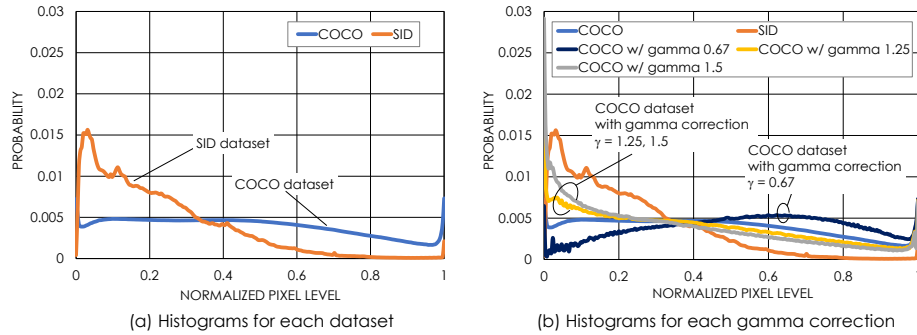 0.03
0.025
0.02
0.015
0.01
0.005
0
PROBABILITY
COCO SID
SID dataset
COCO dataset
0 0.2 0.4 0.6 0.8 1
NORMALIZED PIXEL LEVEL
(a) Histograms for each dataset
0.03
0.025
0.02
0.015
0.01
0.005
0
PROBABILITY
COCO SID
COCO w/ gamma 0.67 COCO w/ gamma 1.25
COCO w/ gamma 1.5
COCO dataset
with gamma correction
γ = 1.25, 1.5
COCO dataset
with gamma correction
γ = 0.67
0 0.2 0.4 0.6 0.8 1
NORMALIZED PIXEL LEVEL
(b) Histograms for each gamma correction